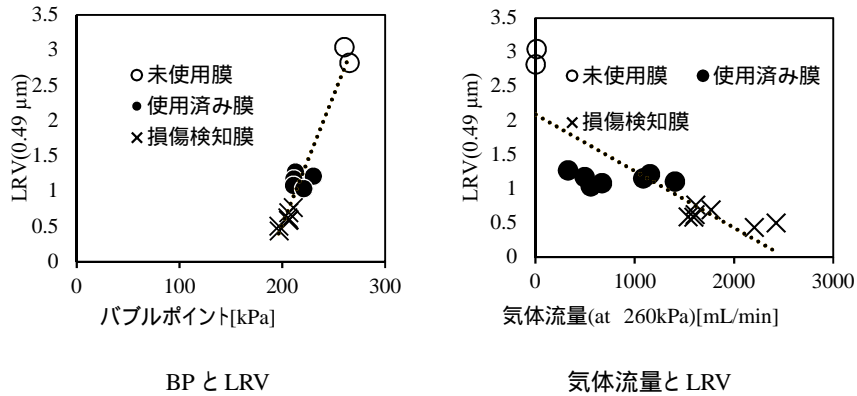 3.5
3
2.5
2
1.5
1
0.5
0
LRV(0.49 μm)
未使用膜
使用済み膜
損傷検知膜
0
100
200
300
バブルポイント[kPa]
BP と LRV
3.5
3
2.5
2
1.5
1
0.5
0
LRV(0.49 μm)
未使用膜 使用済み膜
損傷検知膜
0
1000
2000
3000
気体流量(at 260kPa)[mL/min]
気体流量と LRV